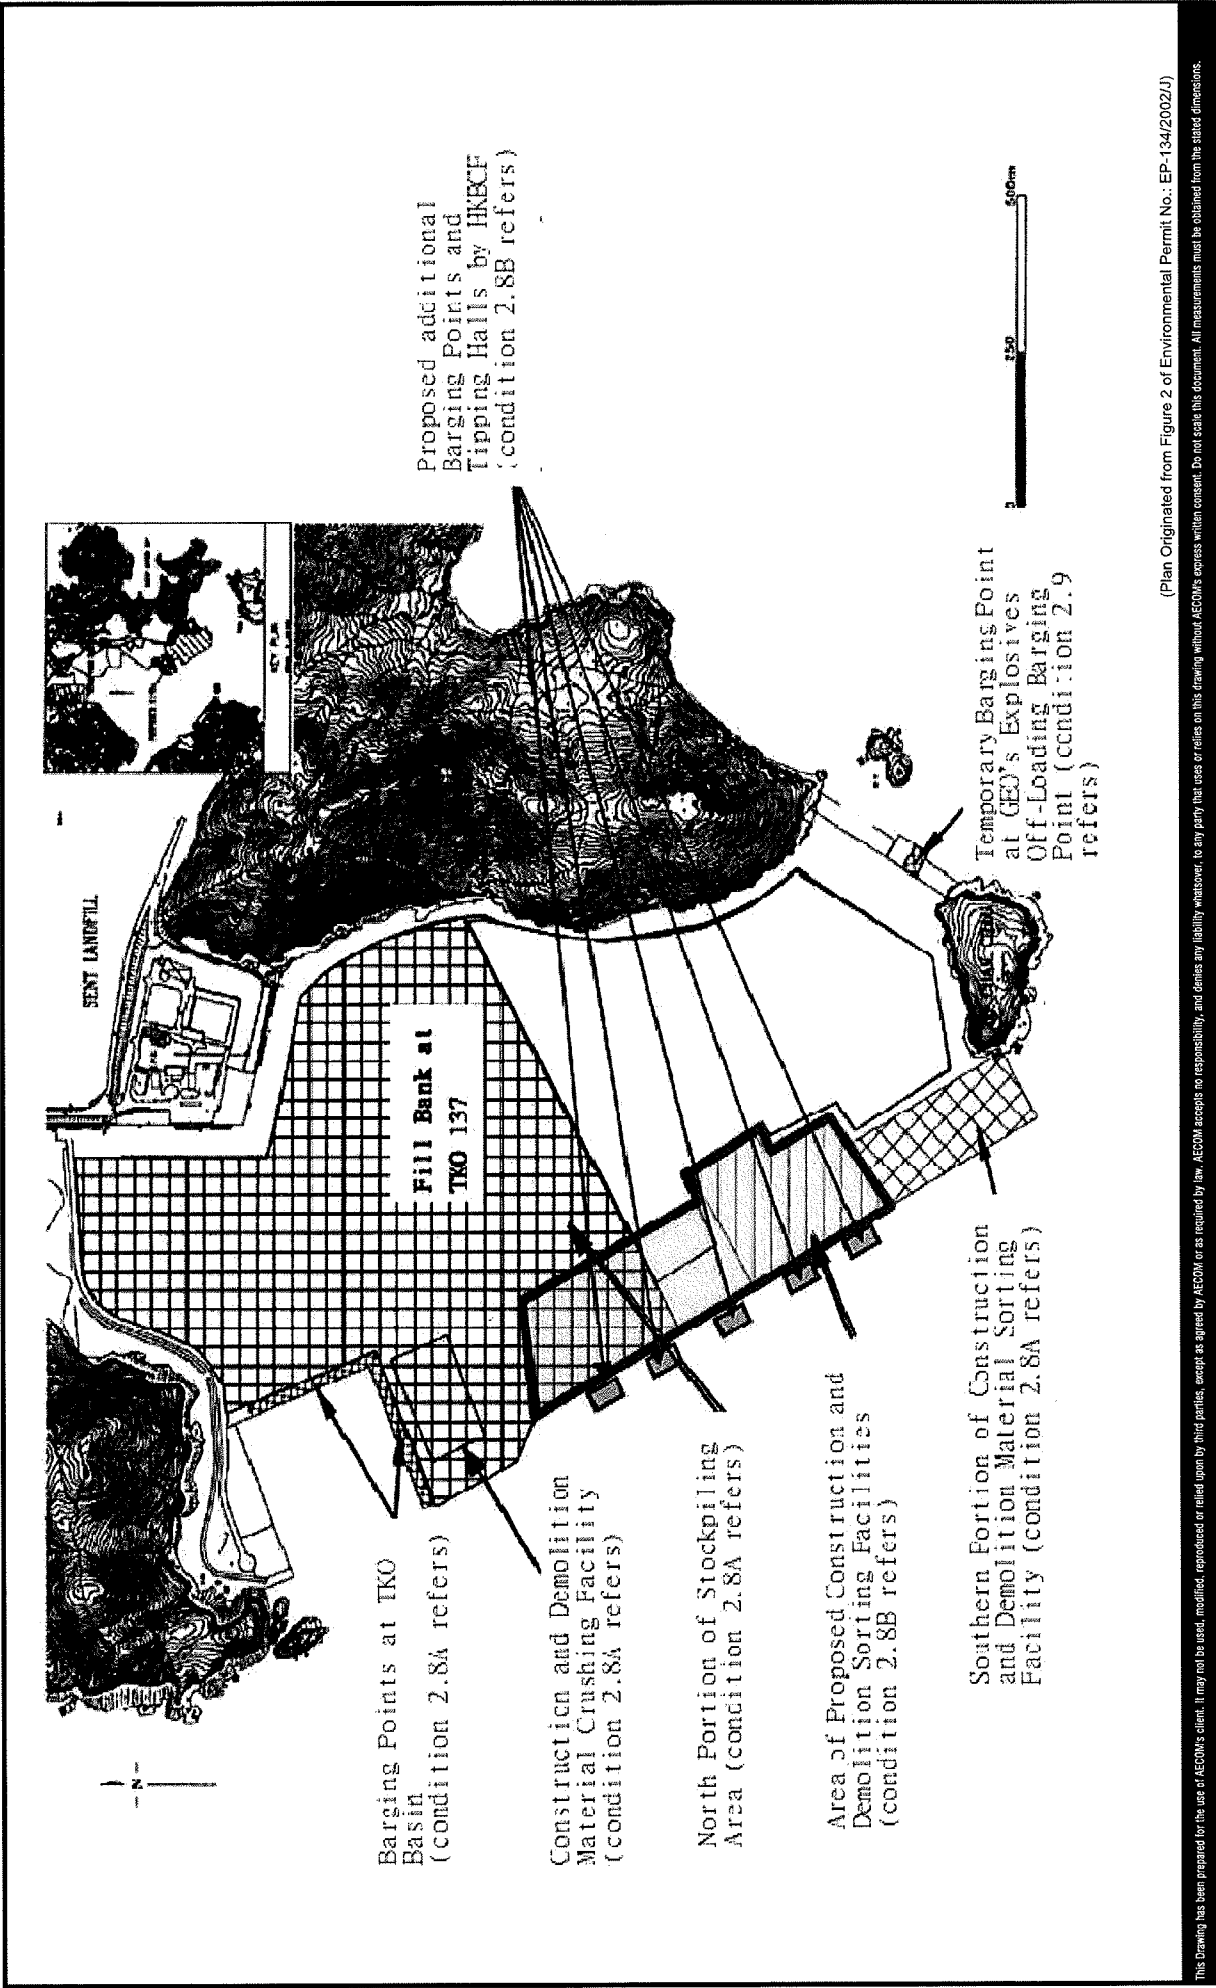 SENT LANDFILL
KEY PLAN
Fill Bank at
TKO 137
Proposed additional
Barging Points and
Tipping Halls by HKBCF
(condition 2.8B refers)
Barging Points at TKO
Basin
(condition 2.8A refers)
Construction and Demolition
Material Crushing Facility
(condition 2.8A refers)
North Portion of Stockpiling
Area (condition 2.8A refers)
Area of Proposed Construction and
Demolition Sorting Facilities
(condition 2.8B refers)
Southern Portion of Construction
and Demolition Material Sorting
Facility (condition 2.8A refers)
Temporary Barging Point
at GEO's Explosives
Off-Loading Barging
Point (condition 2.9
refers)
N
0 250 500m
(Plan Originated from Figure 2 of Environmental Permit No.: EP-134/2002/J)
This Drawing has been prepared for the use of AECOM's client. It may not be used, modified, reproduced or relied upon by third parties, except as agreed by AECOM or as required by law. AECOM accepts no responsibility, and denies any liability whatsoever, to any party that uses or relies on this drawing without AECOM's express written consent. Do not scale this document. All measurements must be obtained from the stated dimensions.